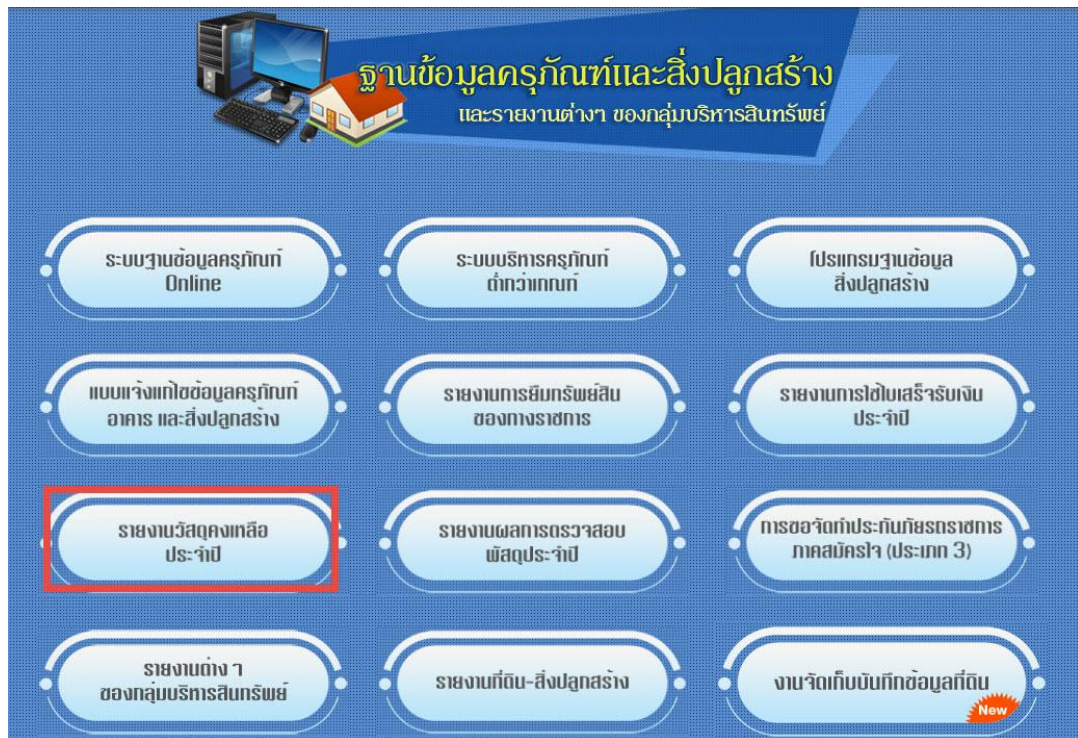 ฐานข้อมูลครุภัณฑ์และสิ่งปลูกสร้าง
และรายงานต่างๆ ของกลุ่มบริหารสินทรัพย์
ระบบฐานข้อมูลครุภัณฑ์
Online
ระบบบริหารครุภัณฑ์
ต่ำกว่าเกณฑ์
โปรแกรมฐานข้อมูล
สิ่งปลูกสร้าง
แบบแจ้งแก้ไขข้อมูลครุภัณฑ์
อาคาร และสิ่งปลูกสร้าง
รายงานการยืมทรัพย์สิน
ของทางราชการ
รายงานการใช้ใบเสร็จรับเงิน
ประจำปี
รายงานวัสดุคงเหลือ
ประจำปี
รายงานผลการตรวจสอบ
พัสดุประจำปี
การขอจัดทำประกันภัยรถราชการ
ภาคสมัครใจ (ประเภท 3)
รายงานต่าง ๆ
ของกลุ่มบริหารสินทรัพย์
รายงานที่ดิน-สิ่งปลูกสร้าง
งานจัดเก็บบันทึกข้อมูลที่ดิน
New